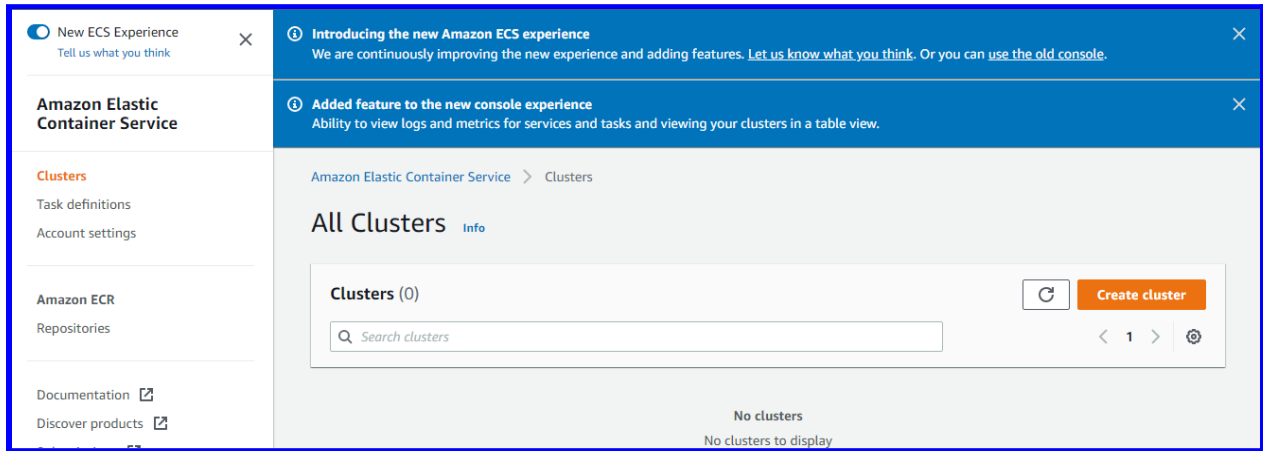 New ECS Experience
Tell us what you think
Amazon Elastic
Container Service
Clusters
Task definitions
Account settings
Amazon ECR
Repositories
Documentation
Discover products
Introducing the new Amazon ECS experience
We are continuously improving the new experience and adding features. Let us know what you think. Or you can use the old console.
Added feature to the new console experience
Ability to view logs and metrics for services and tasks and viewing your clusters in a table view.
Amazon Elastic Container Service > Clusters
All Clusters Info
Clusters (0)
Create cluster
Search clusters
1
No clusters
No clusters to display